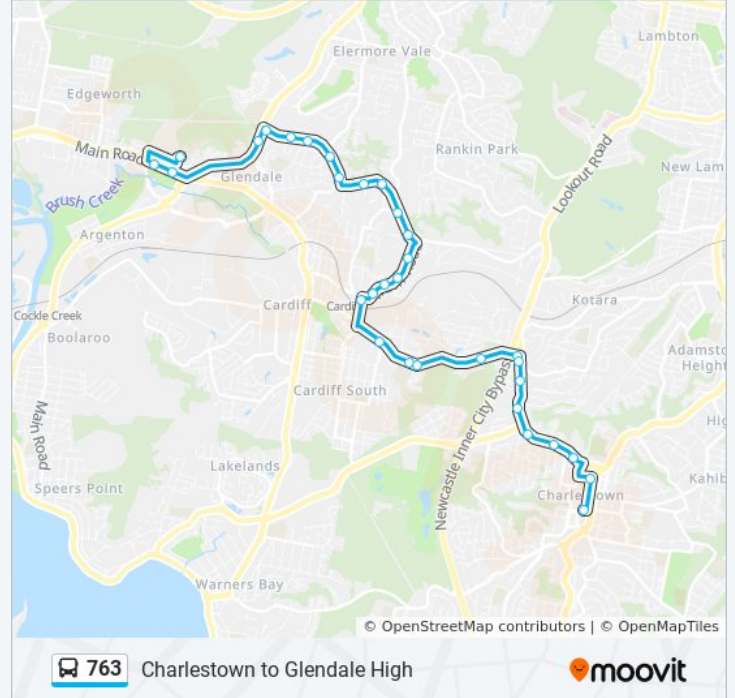 Lambton
Elermore Vale
Edgeworth
Main Road
Rankin Park
Lookout Road
New Lam
Glendale
Brush Creek
Argenton
Cardiff
Cardi
Kotara
Cockle Creek
Boolaroo
Adamsto
Height
Cardiff South
Newcastle Inner City Bypass
Main Road
Hig
Lakelands
Speers Point
Kahib
Charlestown
Warners Bay
© OpenStreetMap contributors | © OpenMapTiles
763 Charlestown to Glendale High
moovit